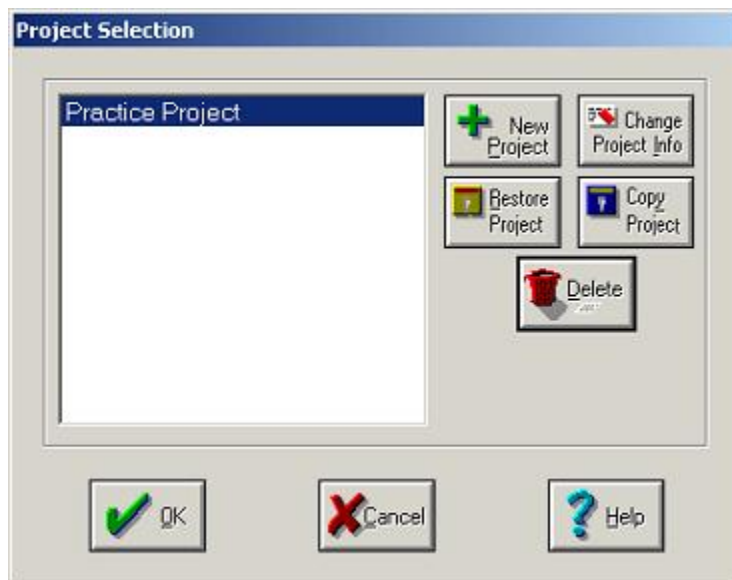 Project Selection
Practice Project
New
Project
Change
Project Info
Restore
Project
Copy
Project
Delete
OK
Cancel
Help